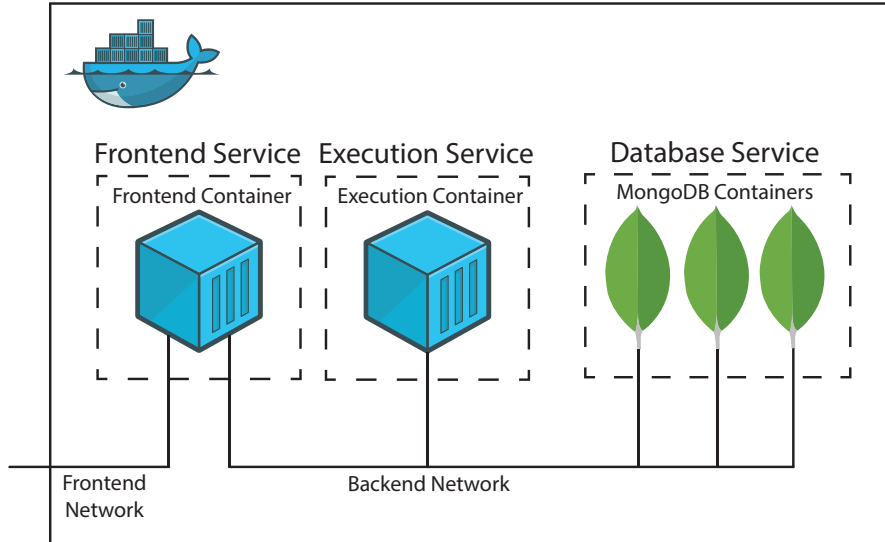 Frontend Service
Execution Service
Database Service
Frontend Container
Execution Container
MongoDB Containers
Frontend
Network
Backend Network